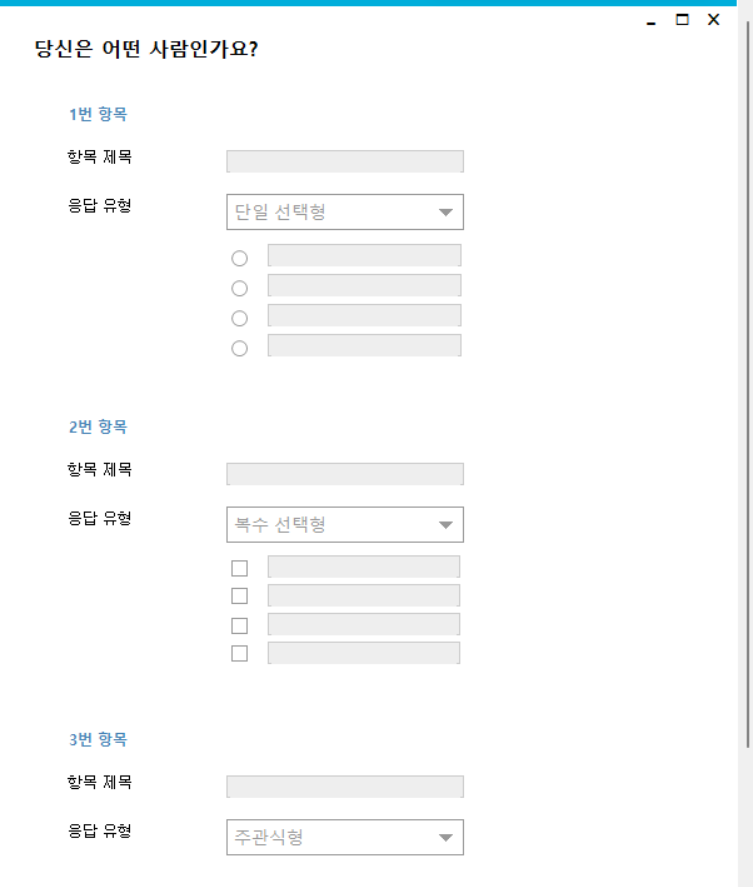 당신은 어떤 사람인가요?
1번 항목
항목 제목
응답 유형
단일 선택형
2번 항목
항목 제목
응답 유형
복수 선택형
3번 항목
항목 제목
응답 유형
주관식형